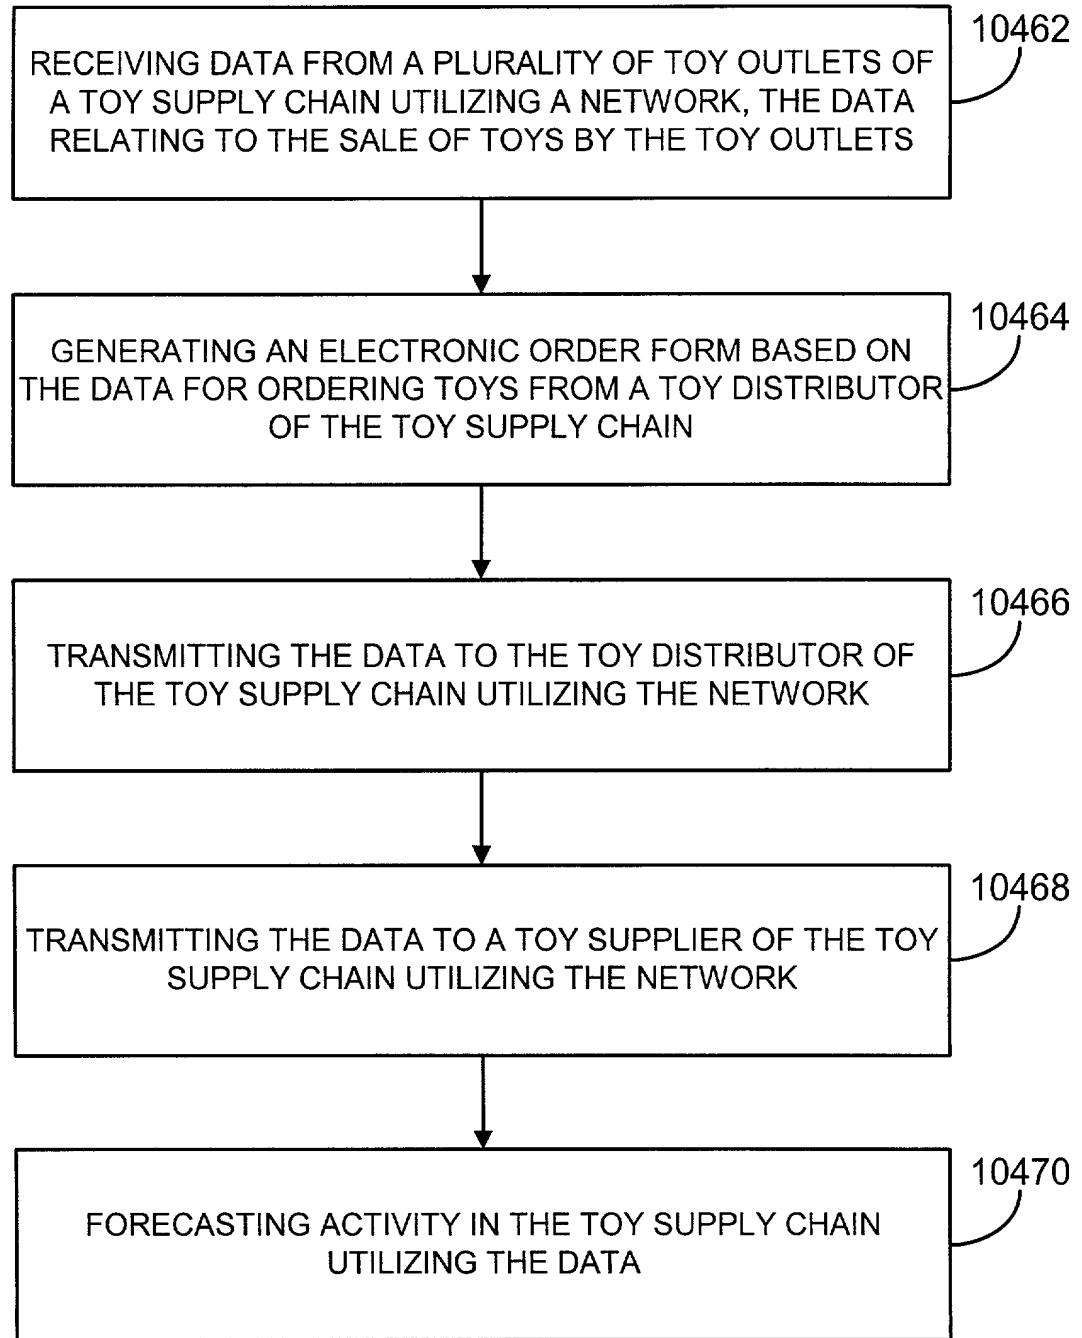 10462
RECEIVING DATA FROM A PLURALITY OF TOY OUTLETS OF
A TOY SUPPLY CHAIN UTILIZING A NETWORK, THE DATA
RELATING TO THE SALE OF TOYS BY THE TOY OUTLETS
10464
GENERATING AN ELECTRONIC ORDER FORM BASED ON
THE DATA FOR ORDERING TOYS FROM A TOY DISTRIBUTOR
OF THE TOY SUPPLY CHAIN
10466
TRANSMITTING THE DATA TO THE TOY DISTRIBUTOR OF
THE TOY SUPPLY CHAIN UTILIZING THE NETWORK
10468
TRANSMITTING THE DATA TO A TOY SUPPLIER OF THE TOY
SUPPLY CHAIN UTILIZING THE NETWORK
10470
FORECASTING ACTIVITY IN THE TOY SUPPLY CHAIN
UTILIZING THE DATA